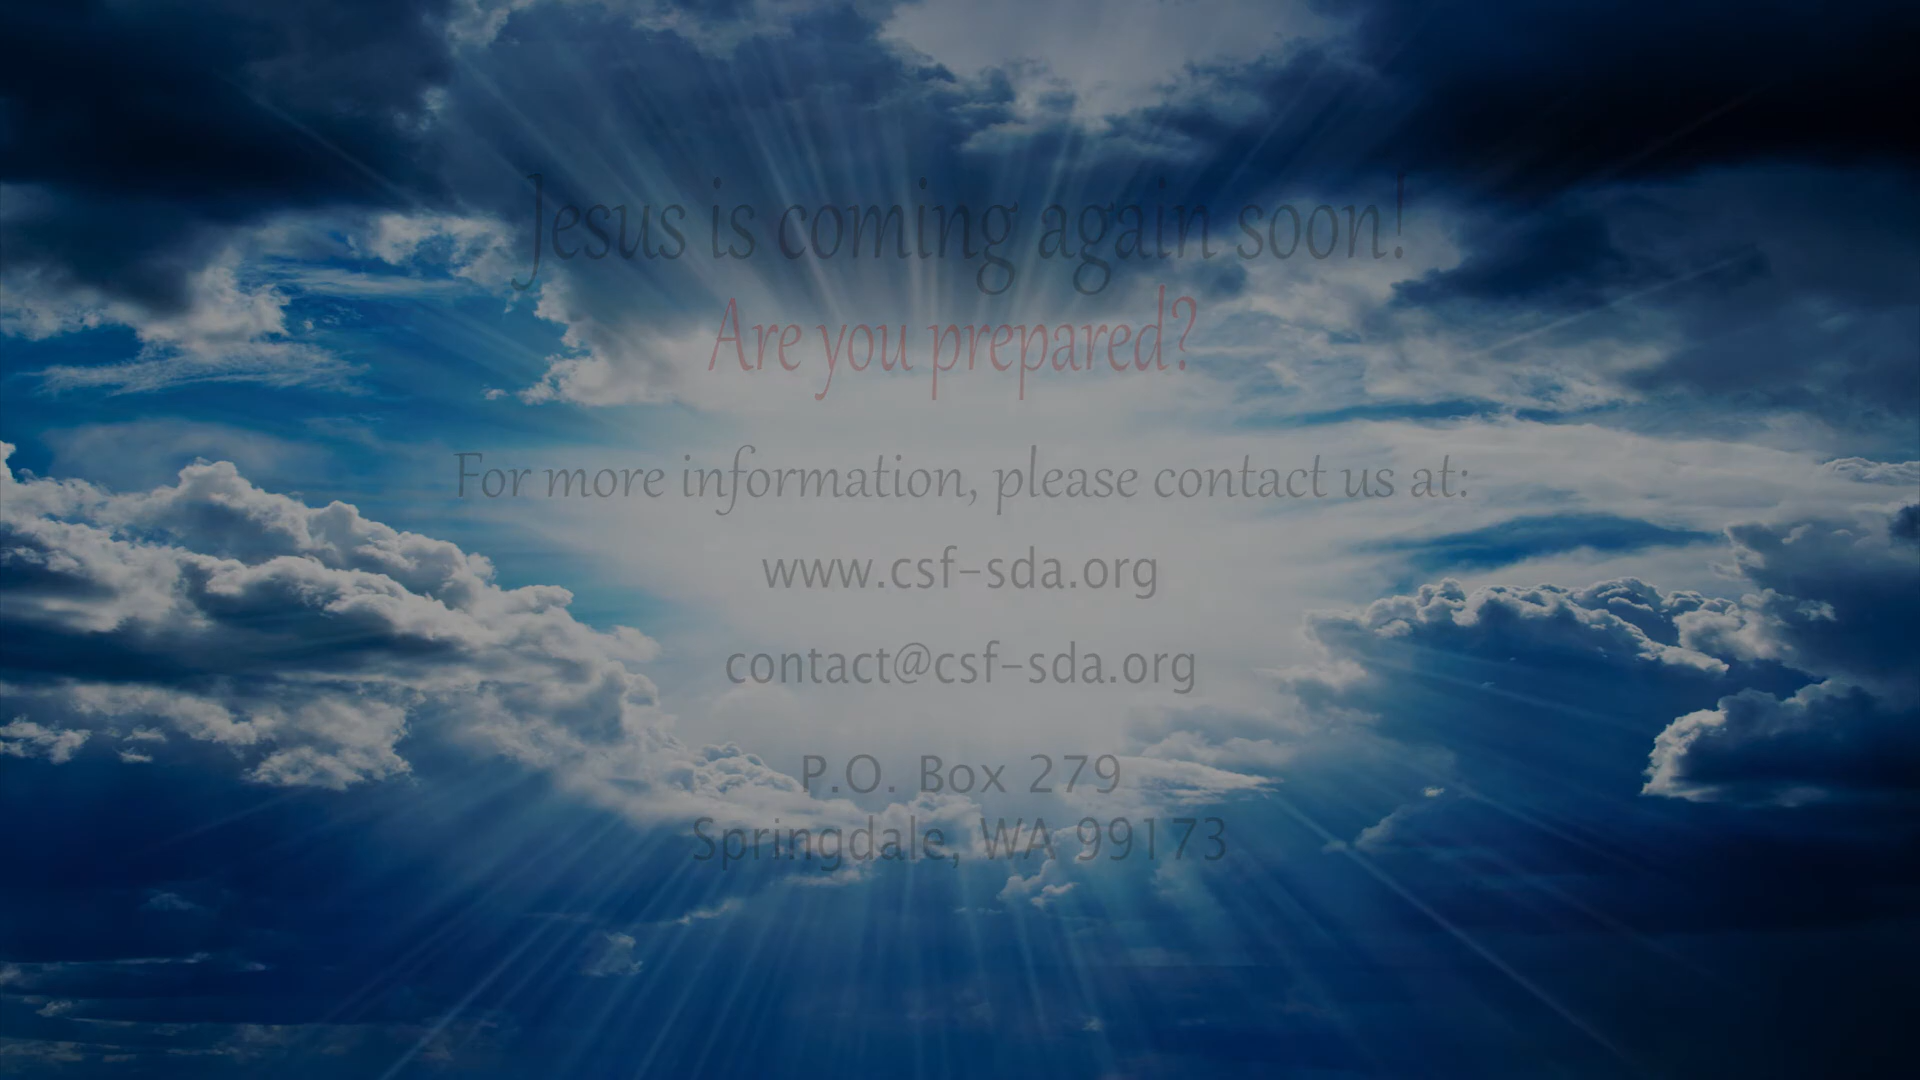 Jesus is coming again soon!
Are you prepared?
For more information, please contact us at:
www.csf-sda.org
contact@csf-sda.org
P.O. Box 279
Springdale, WA 99173